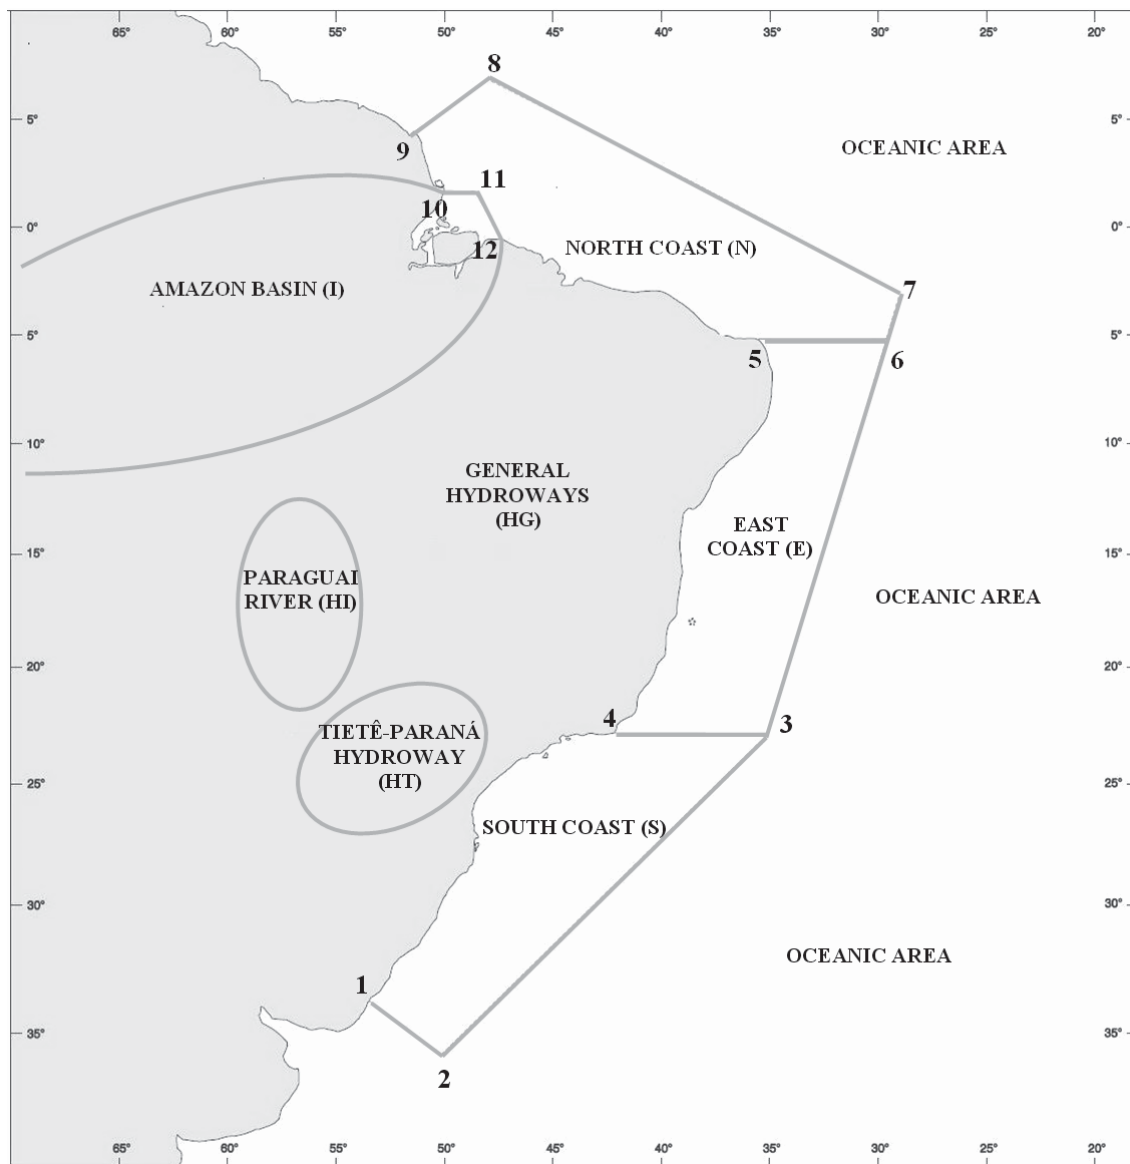 65° 60° 55° 50° 45° 40° 35° 30° 25° 20°
8
5° 5°
OCEANIC AREA
9
11
10
0° 0°
12
NORTH COAST (N)
AMAZON BASIN (I)
7
5° 5°
5
6
10° 10°
GENERAL
HYDROWAYS
(HG)
EAST
COAST (E)
15° 15°
PARAGUAI
RIVER (HI)
OCEANIC AREA
20° 20°
4
3
TIETÊ-PARANÁ
HYDROWAY
(HT)
25° 25°
SOUTH COAST (S)
30° 30°
OCEANIC AREA
1
35° 35°
2
65° 60° 55° 50° 45° 40° 35° 30° 25° 20°